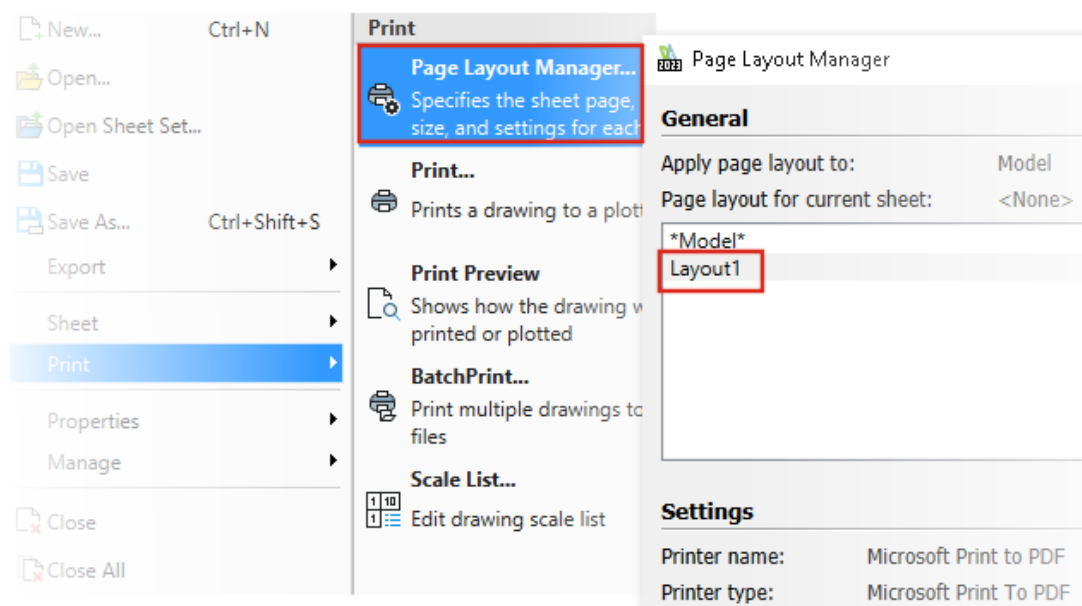 New... Ctrl+N
Open...
Open Sheet Set...
Save
Save As... Ctrl+Shift+S
Export
Sheet
Print
Properties
Manage
Close
Close All
Print
Page Layout Manager...
Specifies the sheet page,
size, and settings for each
Print...
Prints a drawing to a
Print Preview
Shows how the drawing
printed or plotted
BatchPrint...
Print multiple drawings to
files
1 10
1
Scale List...
Edit drawing scale list
2023
Page Layout Manager
General
Apply page layout to: Model
Page layout for current sheet: <None>
*Model*
Layout1
Settings
Printer name: Microsoft Print to PDF
Printer type: Microsoft Print To PDF